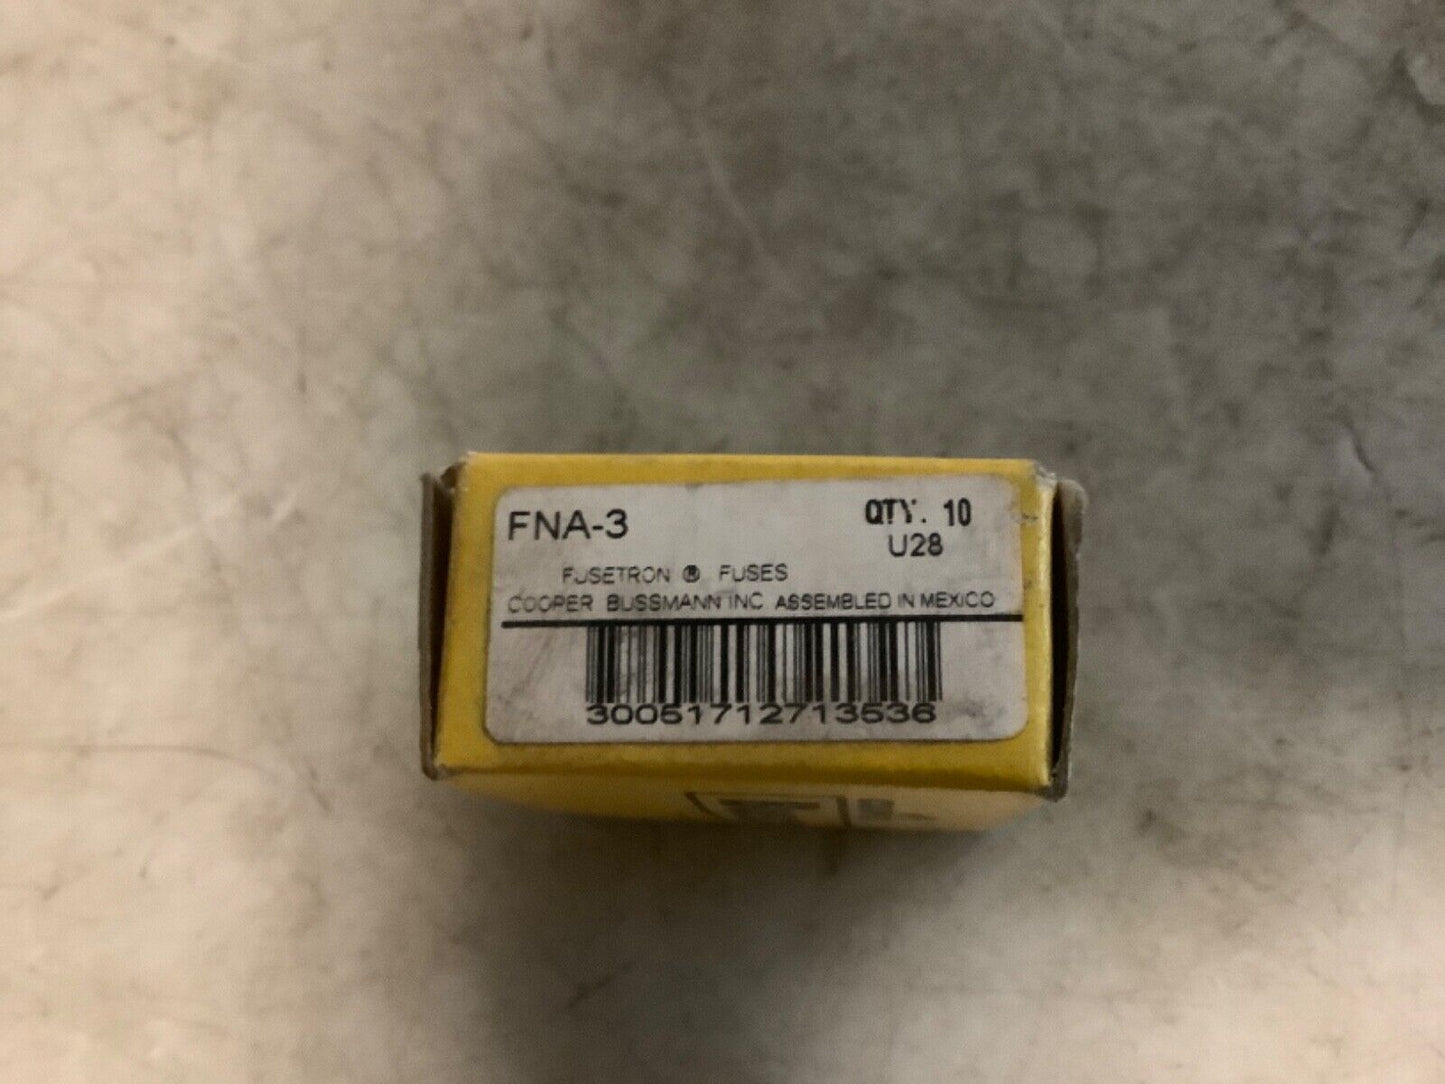 FNA-3 QTY. 10
U28
FUSETRON ® FUSES
COOPER BUSSMANN INC ASSEMBLED IN MEXICO
30051712713536